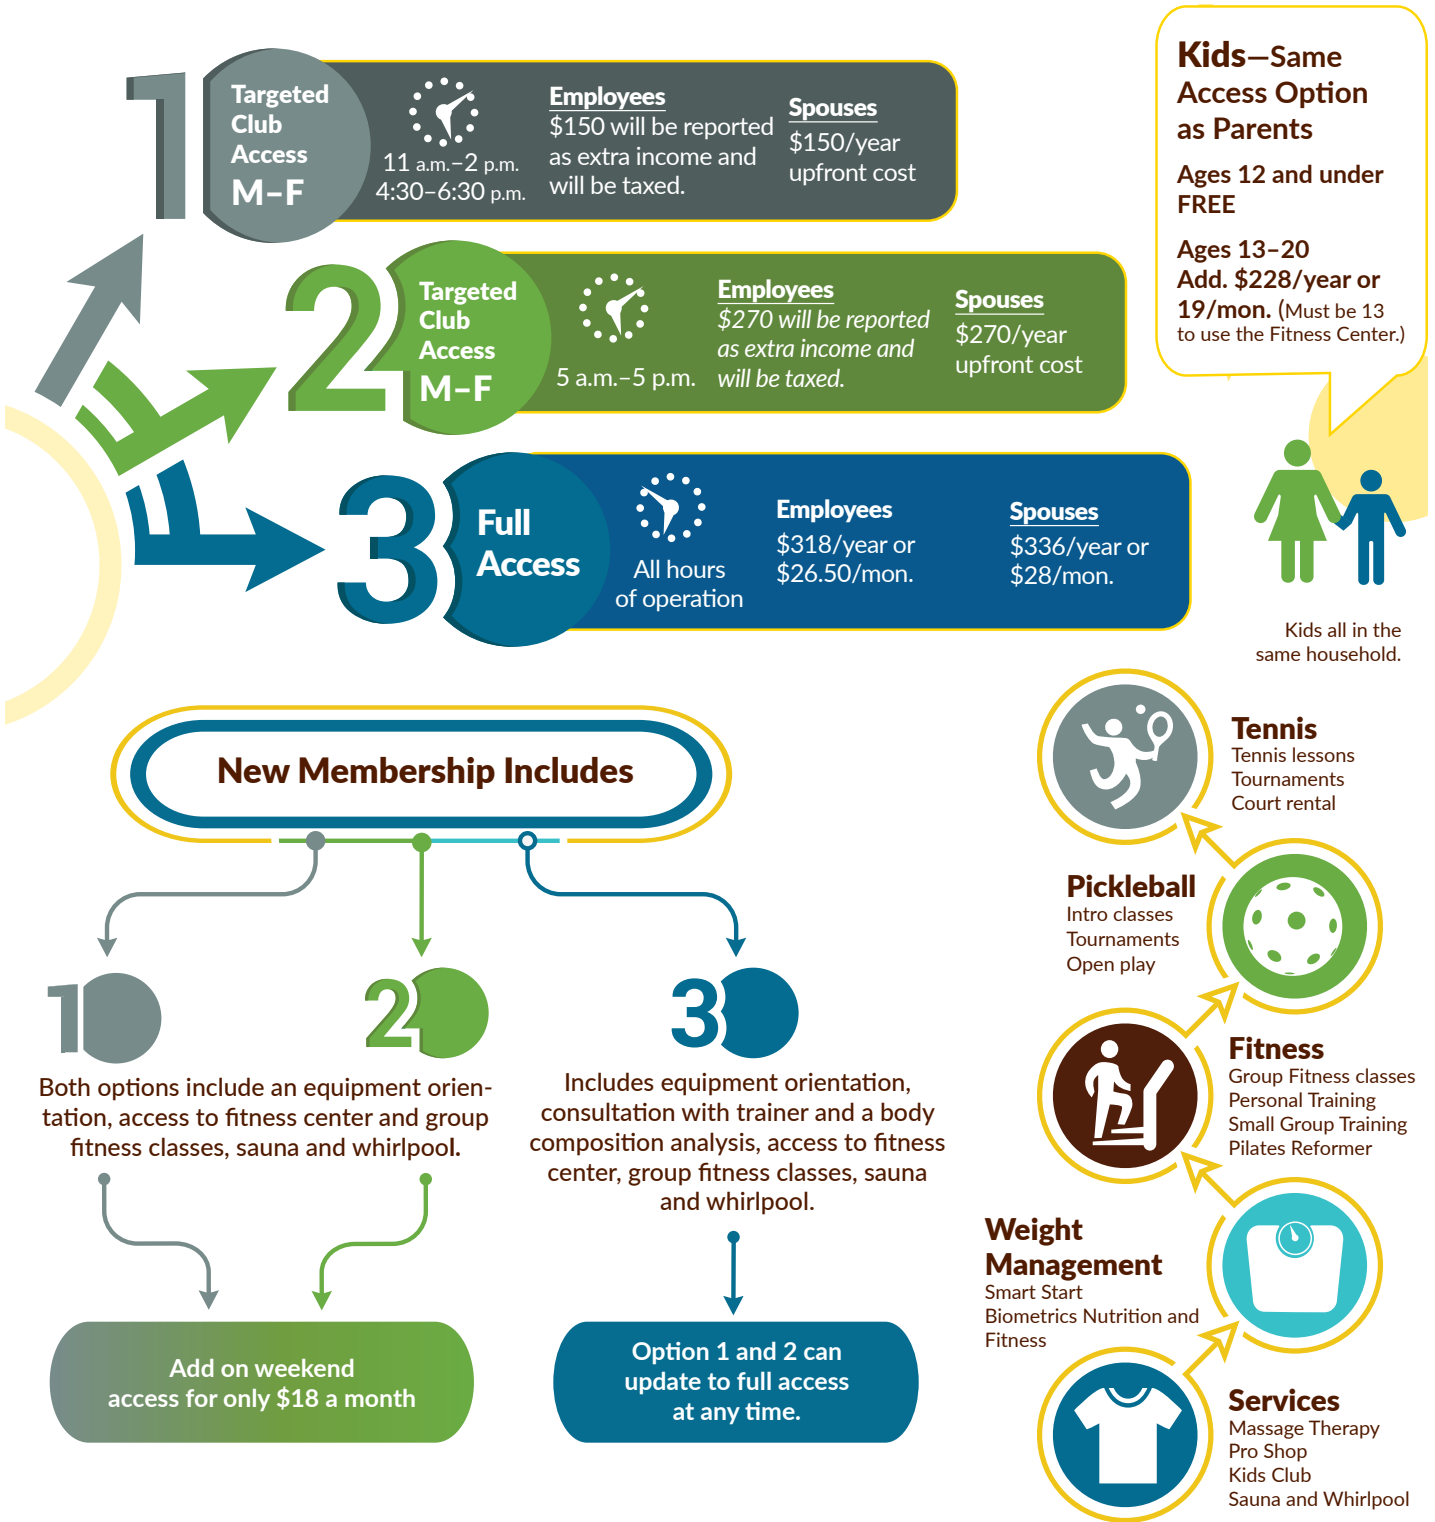 1
Targeted
Club
Access
M–F
11 a.m.–2 p.m.
4:30–6:30 p.m.
Employees
$150 will be reported
as extra income and
will be taxed.
Spouses
$150/year
upfront cost
2
Targeted
Club
Access
M–F
5 a.m.–5 p.m.
Employees
$270 will be reported
as extra income and
will be taxed.
Spouses
$270/year
upfront cost
3
Full
Access
All hours
of operation
Employees
$318/year or
$26.50/mon.
Spouses
$336/year or
$28/mon.
Kids—Same
Access Option
as Parents
Ages 12 and under
FREE
Ages 13–20
Add. $228/year or
19/mon. (Must be 13
to use the Fitness Center.)
Kids all in the
same household.
New Membership Includes
1
2
Both options include an equipment orien-
tation, access to fitness center and group
fitness classes, sauna and whirlpool.
Add on weekend
access for only $18 a month
3
Includes equipment orientation,
consultation with trainer and a body
composition analysis, access to fitness
center, group fitness classes, sauna
and whirlpool.
Option 1 and 2 can
update to full access
at any time.
Tennis
Tennis lessons
Tournaments
Court rental
Pickleball
Intro classes
Tournaments
Open play
Fitness
Group Fitness classes
Personal Training
Small Group Training
Pilates Reformer
Weight
Management
Smart Start
Biometrics Nutrition and
Fitness
Services
Massage Therapy
Pro Shop
Kids Club
Sauna and Whirlpool